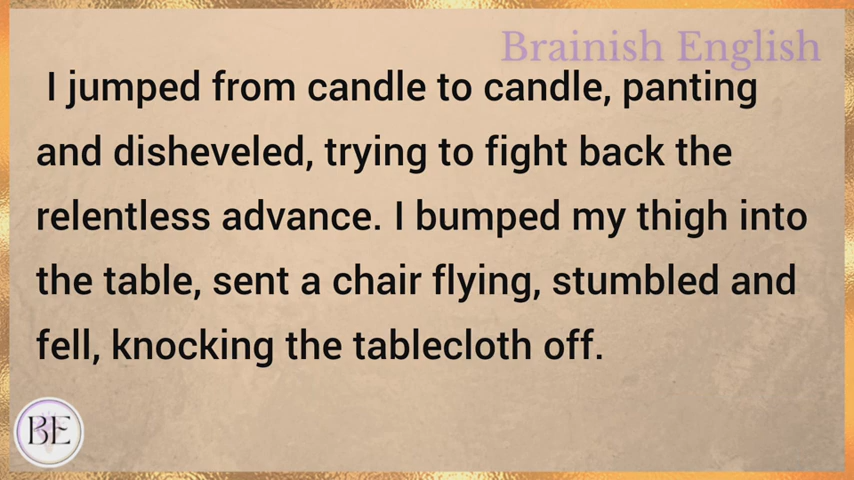 Brainish English
I jumped from candle to candle, panting
and disheveled, trying to fight back the
relentless advance. I bumped my thigh into
the table, sent a chair flying, stumbled and
fell, knocking the tablecloth off.
BE